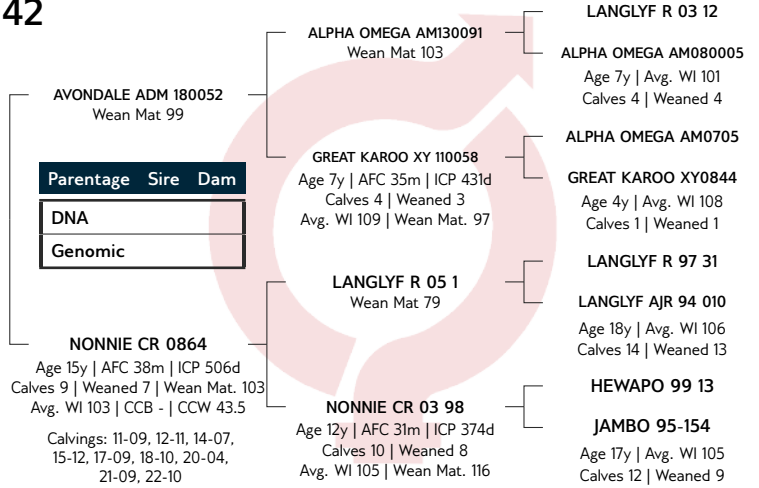 42
AVONDALE ADM 180052
Wean Mat 99
Parentage Sire Dam
DNA
Genomic
NONNIE CR 0864
Age 15y | AFC 38m | ICP 506d
Calves 9 | Weaned 7 | Wean Mat. 103
Avg. WI 103 | CCB - | CCW 43.5
Calvings: 11-09, 12-11, 14-07,
15-12, 17-09, 18-10, 20-04,
21-09, 22-10
ALPHA OMEGA AM130091
Wean Mat 103
GREAT KAROO XY 110058
Age 7y | AFC 35m | ICP 431d
Calves 4 | Weaned 3
Avg. WI 109 | Wean Mat. 97
LANGLYF R 05 1
Wean Mat 79
NONNIE CR 03 98
Age 12y | AFC 31m | ICP 374d
Calves 10 | Weaned 8
Avg. WI 105 | Wean Mat. 116
LANGLYF R 03 12
ALPHA OMEGA AM080005
Age 7y | Avg. WI 101
Calves 4 | Weaned 4
ALPHA OMEGA AM0705
GREAT KAROO XY0844
Age 4y | Avg. WI 108
Calves 1 | Weaned 1
LANGLYF R 97 31
LANGLYF AJR 94 010
Age 18y | Avg. WI 106
Calves 14 | Weaned 13
HEWAPO 99 13
JAMBO 95-154
Age 17y | Avg. WI 105
Calves 12 | Weaned 9